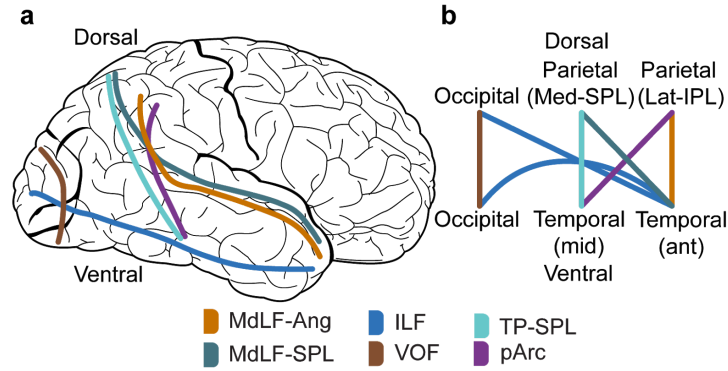 a
Dorsal
Ventral
b
Dorsal
Parietal Parietal
Occipital (Med-SPL) (Lat-IPL)
Occipital Temporal Temporal
(mid) (ant)
Ventral
MdLF-Ang ILF TP-SPL
MdLF-SPL VOF pArc